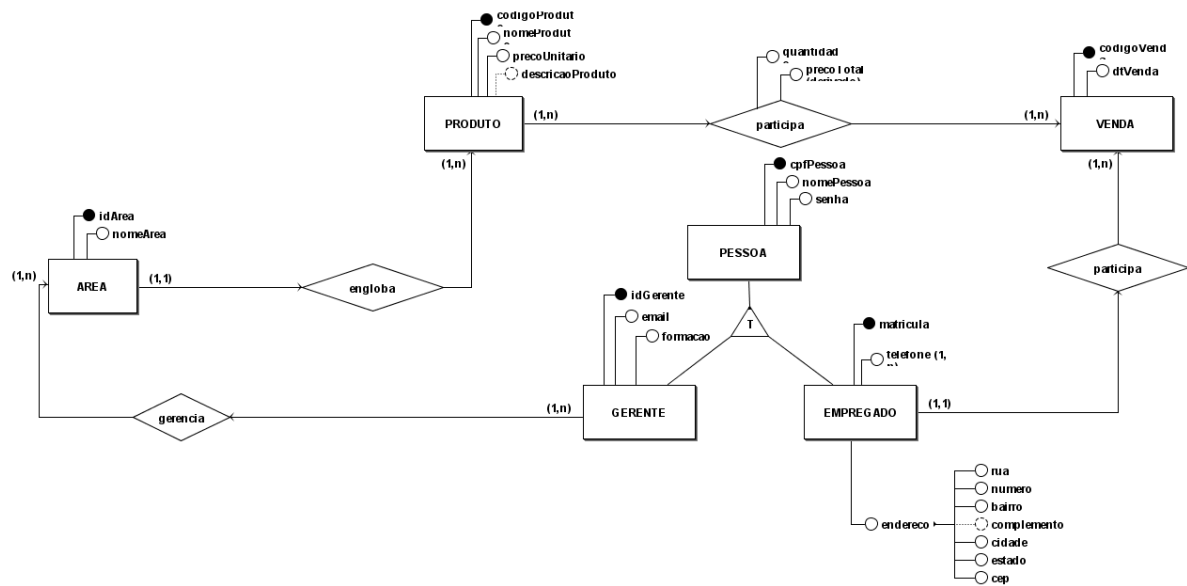 codigoProdut
nomeProdut
precoUnitario
descricaoProduto
PRODUTO
(1,n)
(1,n)
quantidad
precoTotal
(derivado)
participa
(1,n)
codigoVend
dtVenda
VENDA
(1,n)
cpfPessoa
nomePessoa
senha
PESSOA
T
idArea
nomeArea
(1,n)
AREA
(1,1)
engloba
participa
idGerente
email
formacao
GERENTE
(1,n)
gerencia
matricula
telefone (1,
n)
EMPREGADO
(1,1)
endereco
rua
numero
bairro
complemento
cidade
estado
cep